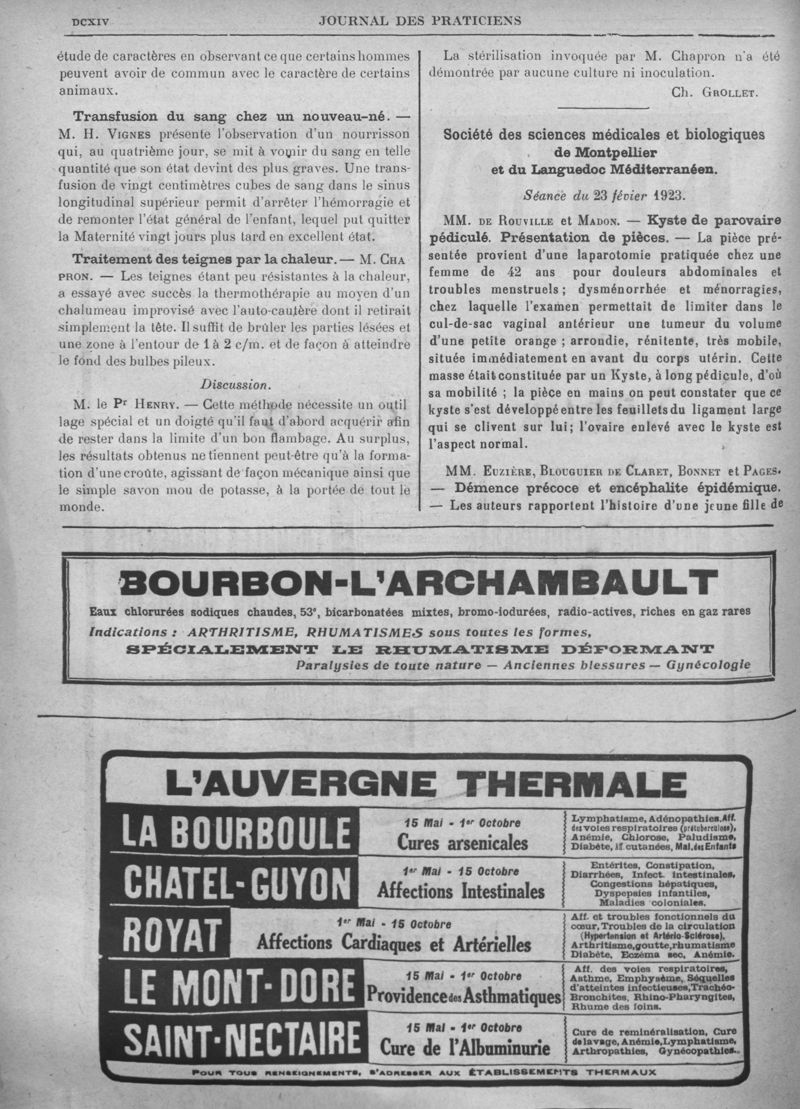 DCXIV
JOURNAL DES PRATICIENS
étude de caractères en observant ce que certains hommes
peuvent avoir de commun avec le caractère de certains
animaux.
Transfusion du sang chez un nouveau-né. —
M. H. VIGNES présente l'observation d'un nourrisson
qui, au quatrième jour, se mit à vomir du sang en telle
quantité que son état devint des plus graves. Une trans-
fusion de vingt centimètres cubes de sang dans le sinus
longitudinal supérieur permit d'arrêter l'hémorragie et
de remonter l'état général de l'enfant, lequel put quitter
la Maternité vingt jours plus tard en excellent état.
Traitement des teignes par la chaleur. — M. CHA
PRON. — Les teignes étant peu résistantes à la chaleur,
a essayé avec succès la thermothérapie au moyen d'un
chalumeau improvisé avec l'auto-cautère dont il retirait
simplement la tête. Il suffit de brûler les parties lésées et
une zône à l'entour de 1 à 2 c/m. et de façon à atteindre
le fond des bulbes pileux.
Discussion.
M. le Pr HENRY. — Cette méthode nécessite un outil
lage spécial et un doigté qu'il faut d'abord acquérir afin
de rester dans la limite d'un bon flambage. Au surplus,
les résultats obtenus ne tiennent peut-être qu'à la forma-
tion d'une croûte, agissant de façon mécanique ainsi que
le simple savon mou de potasse, à la portée de tout le
monde.
La stérilisation invoquée par M. Chapron n'a été
démontrée par aucune culture ni inoculation.
Ch. GROLLET.
Société des sciences médicales et biologiques
de Montpellier
et du Languedoc Méditerranéen.
Séance du 23 févier 1923.
MM. DE ROUVILLE et MADON. — Kyste de parovaire
pédiculé. Présentation de pièces. — La pièce pré-
sentée provient d'une laparotomie pratiquée chez une
femme de 42 ans pour douleurs abdominales et
troubles menstruels ; dysménorrhée et ménorragies,
chez laquelle l'examen permettait de limiter dans le
cul-de-sac vaginal antérieur une tumeur du volume
d'une petite orange ; arrondie, rénitente, très mobile,
située immédiatement en avant du corps utérin. Cette
masse était constituée par un Kyste, à long pédicule, d'où
sa mobilité ; la pièce en mains on peut constater que ce
kyste s'est développé entre les feuillets du ligament large
qui se clivent sur lui ; l'ovaire enlevé avec le kyste est
l'aspect normal.
MM. EUZIÈRE, BLOUGUIER DE CLARET, BONNET et PAGES.
— Démence précoce et encéphalite épidémique.
— Les auteurs rapportent l'histoire d'une jeune fille de
BOURBON-L'ARCHAMBAULT
Eaux chlorurées sodiques chaudes, 53°, bicarbonatées mixtes, bromo-iodurées, radio-actives, riches en gaz rares
Indications : ARTHRITISME, RHUMATISMES sous toutes les formes,
SPÉCIALEMENT LE RHUMATISME DÉFORMANT
Paralysies de toute nature — Anciennes blessures — Gynécologie
L'AUVERGNE THERMALE
LA BOURBOULE
15 Mai - 1er Octobre
Cures arsenicales
Lymphatisme, Adénopathies. Aff.
des voies respiratoires (prétuberculose),
Anémie, Chlorose, Paludisme,
Diabète, if. cutanées, Mal. des Enfants
CHATEL-GUYON
1er Mai - 15 Octobre
Affections Intestinales
Entérites, Constipation,
Diarrhées, Infect. Intestinales,
Congestions hépatiques,
Dyspepsies infantiles,
Maladies coloniales.
ROYAT
1er Mai - 15 Octobre
Affections Cardiaques et Artérielles
Aff. et troubles fonctionnels du
cœur, Troubles de la circulation
(Hypertension et Artério-Sclérose),
Arthritisme, goutte, rhumatisme
Diabète, Eczéma sec, Anémie.
LE MONT-DORE
15 Mai - 1er Octobre
Providence des Asthmatiques
Aff. des voies respiratoires,
Asthme, Emphysème, Séquelles
d'atteintes infectieuses, Trachéo-
Bronchites, Rhino-Pharyngites,
Rhume des foins.
SAINT-NECTAIRE
15 Mai - 1er Octobre
Cure de l'Albuminurie
Cure de reminéralisation, Cure
de lavage, Anémie, Lymphatisme,
Arthropathies, Gynécopathies..
POUR TOUS RENSEIGNEMENTS, S'ADRESSER AUX ÉTABLISSEMENTS THERMAUX